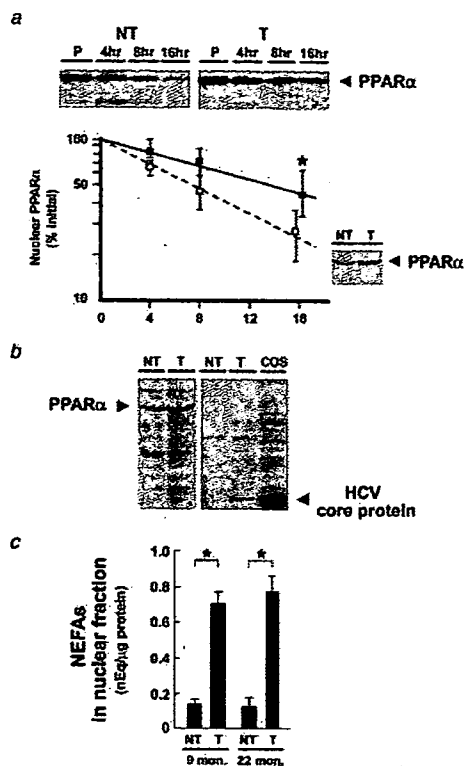 a
NT T
P 4hr 8hr 16hr P 4hr 8hr 16hr
PPARα
100
50
10
Nuclear PPARα
(% initial)
*
0 4 8 12 16
NT T
PPARα
b
NT T NT T COS
PPARα
HCV
core protein
c
NEFAs
in nuclear fraction
(nEq/μg protein)
1.0
0.8
0.6
0.4
0.2
0
* *
NT T NT T
9 mon. 22 mon.